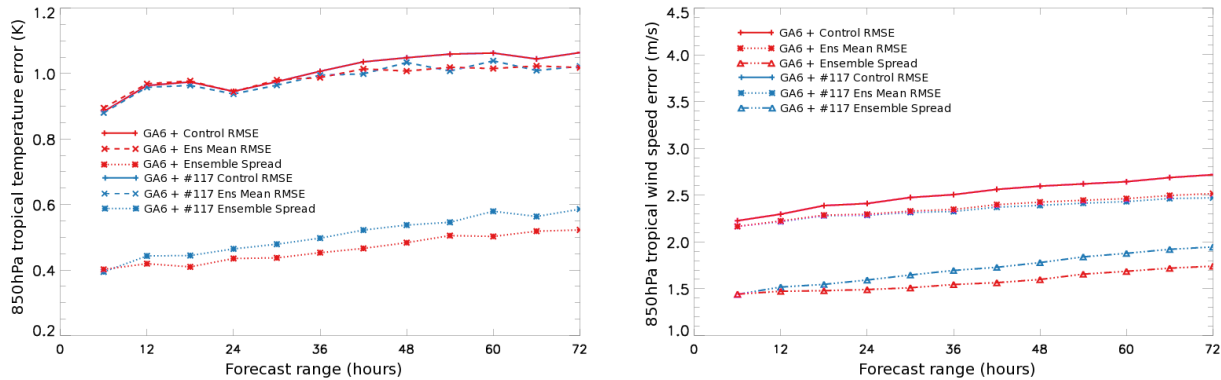 850hPa tropical temperature error (K)
1.2
1.0
0.8
0.6
0.4
0.2
GA6 + Control RMSE
GA6 + Ens Mean RMSE
GA6 + Ensemble Spread
GA6 + #117 Control RMSE
GA6 + #117 Ens Mean RMSE
GA6 + #117 Ensemble Spread
0 12 24 36 48 60 72
Forecast range (hours)
850hPa tropical wind speed error (m/s)
4.5
4.0
3.5
3.0
2.5
2.0
1.5
1.0
GA6 + Control RMSE
GA6 + Ens Mean RMSE
GA6 + Ensemble Spread
GA6 + #117 Control RMSE
GA6 + #117 Ens Mean RMSE
GA6 + #117 Ensemble Spread
0 12 24 36 48 60 72
Forecast range (hours)